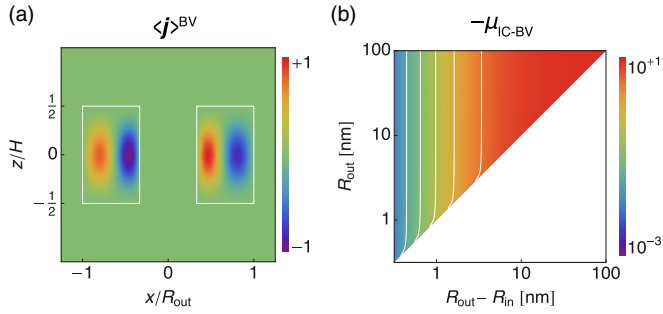 (a)
⟨j⟩^BV
+1
−1
z/H
1/2
0
−1/2
−1
0
1
x/R_out
(b)
−μ_IC-BV
10^+1
10^−3
R_out [nm]
100
10
1
1
10
100
R_out − R_in [nm]